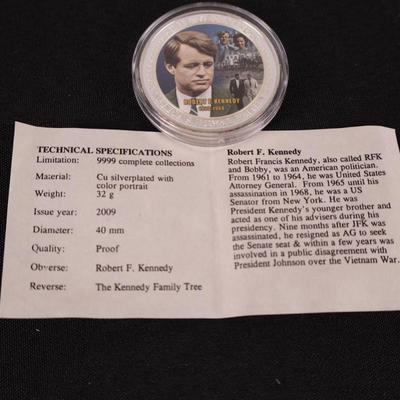 ROBERT F. KENNEDY
TECHNICAL SPECIFICATIONS
Limitation: 9999 complete collections
Material: Cu silverplated with
color portrait
Weight: 32 g
Issue year: 2009
Diameter: 40 mm
Quality: Proof
Obverse: Robert F. Kennedy
Reverse: The Kennedy Family Tree
Robert F. Kennedy
Robert Francis Kennedy, also called RFK
and Bobby, was an American politician.
From 1961 to 1964, he was United States
Attorney General. From 1965 until his
assassination in 1968, he was a US
Senator from New York. He was
President Kennedy's younger brother and
acted as one of his advisers during his
presidency. Nine months after JFK was
assassinated, he resigned as AG to seek
the Senate seat & within a few years was
involved in a public disagreement with
President Johnson over the Vietnam War.